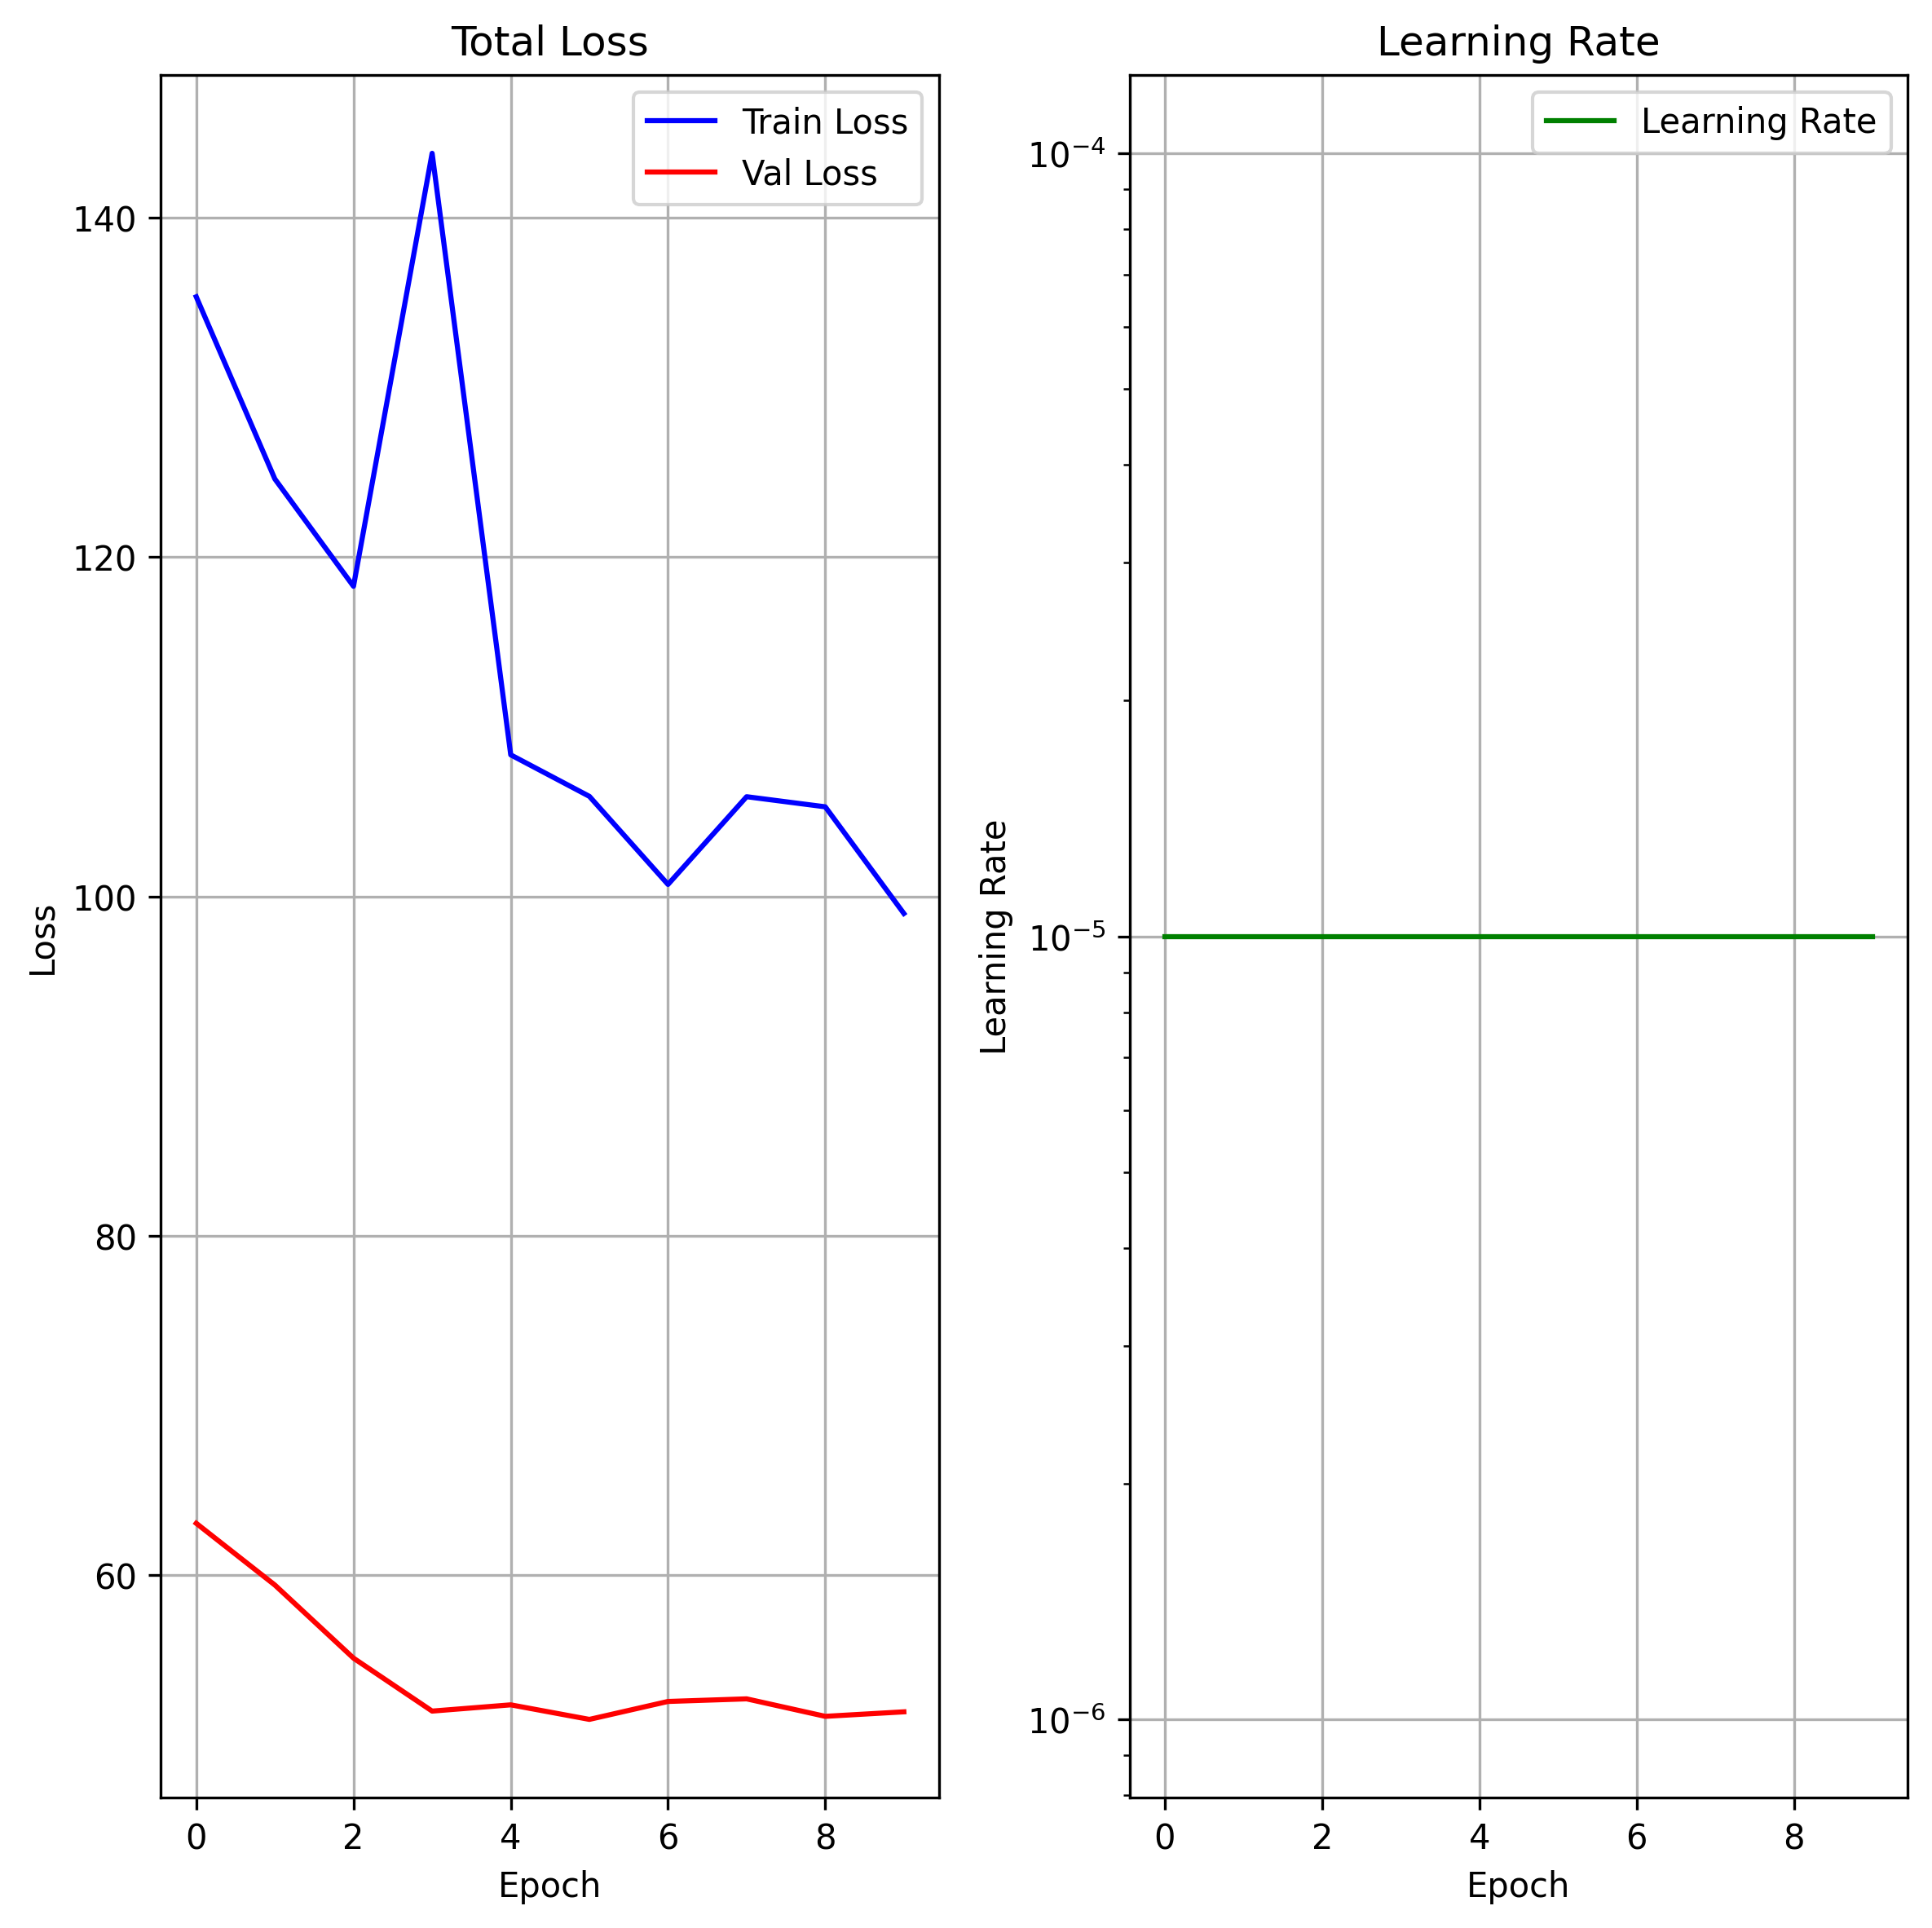 Total Loss
Train Loss
Val Loss
140
120
100
80
60
Loss
0 2 4 6 8
Epoch
Learning Rate
Learning Rate
10⁻⁴
10⁻⁵
10⁻⁶
Learning Rate
0 2 4 6 8
Epoch